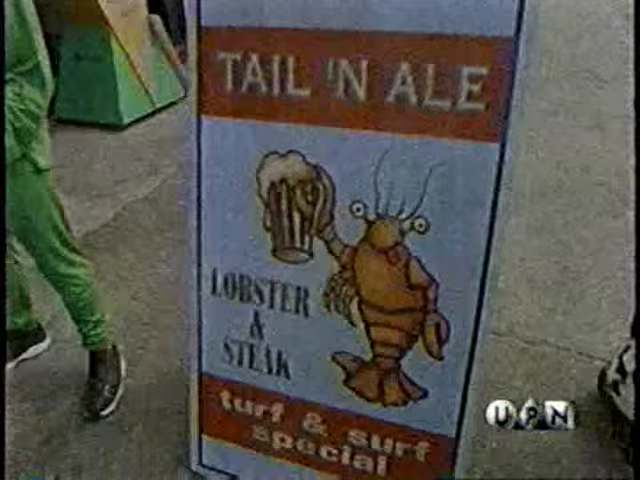 TAIL 'N ALE
LOBSTER
&
STEAK
turf & surf
special
UPN